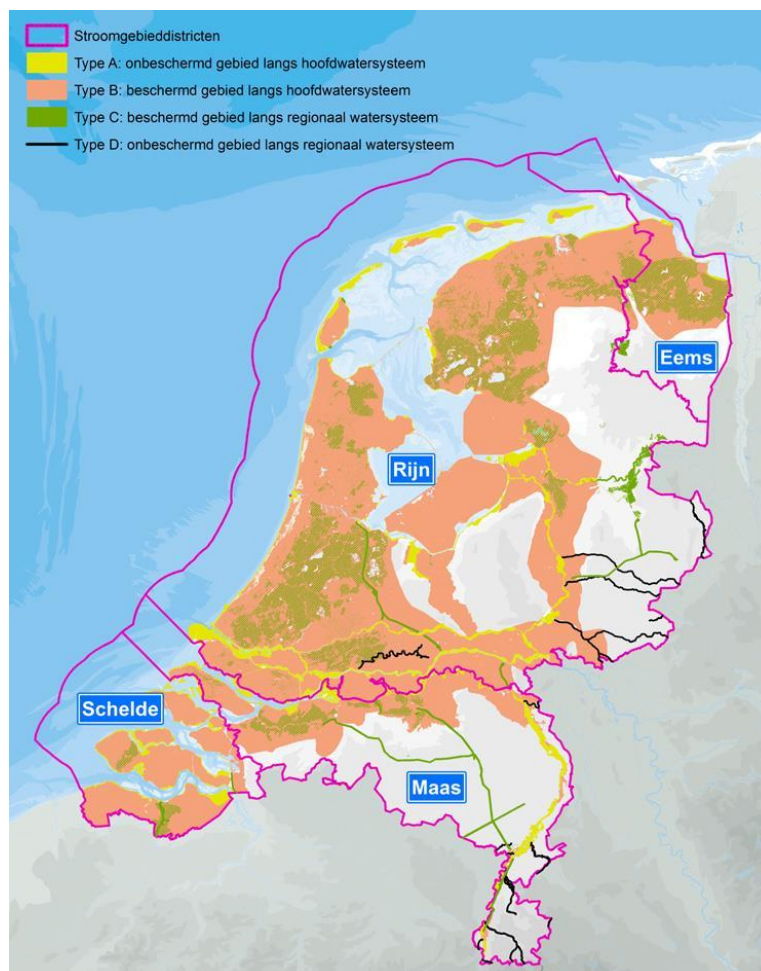 Stroomgebieddistricten
Type A: onbeschermd gebied langs hoofdwatersysteem
Type B: beschermd gebied langs hoofdwatersysteem
Type C: beschermd gebied langs regionaal watersysteem
Type D: onbeschermd gebied langs regionaal watersysteem
Eems
Rijn
Schelde
Maas